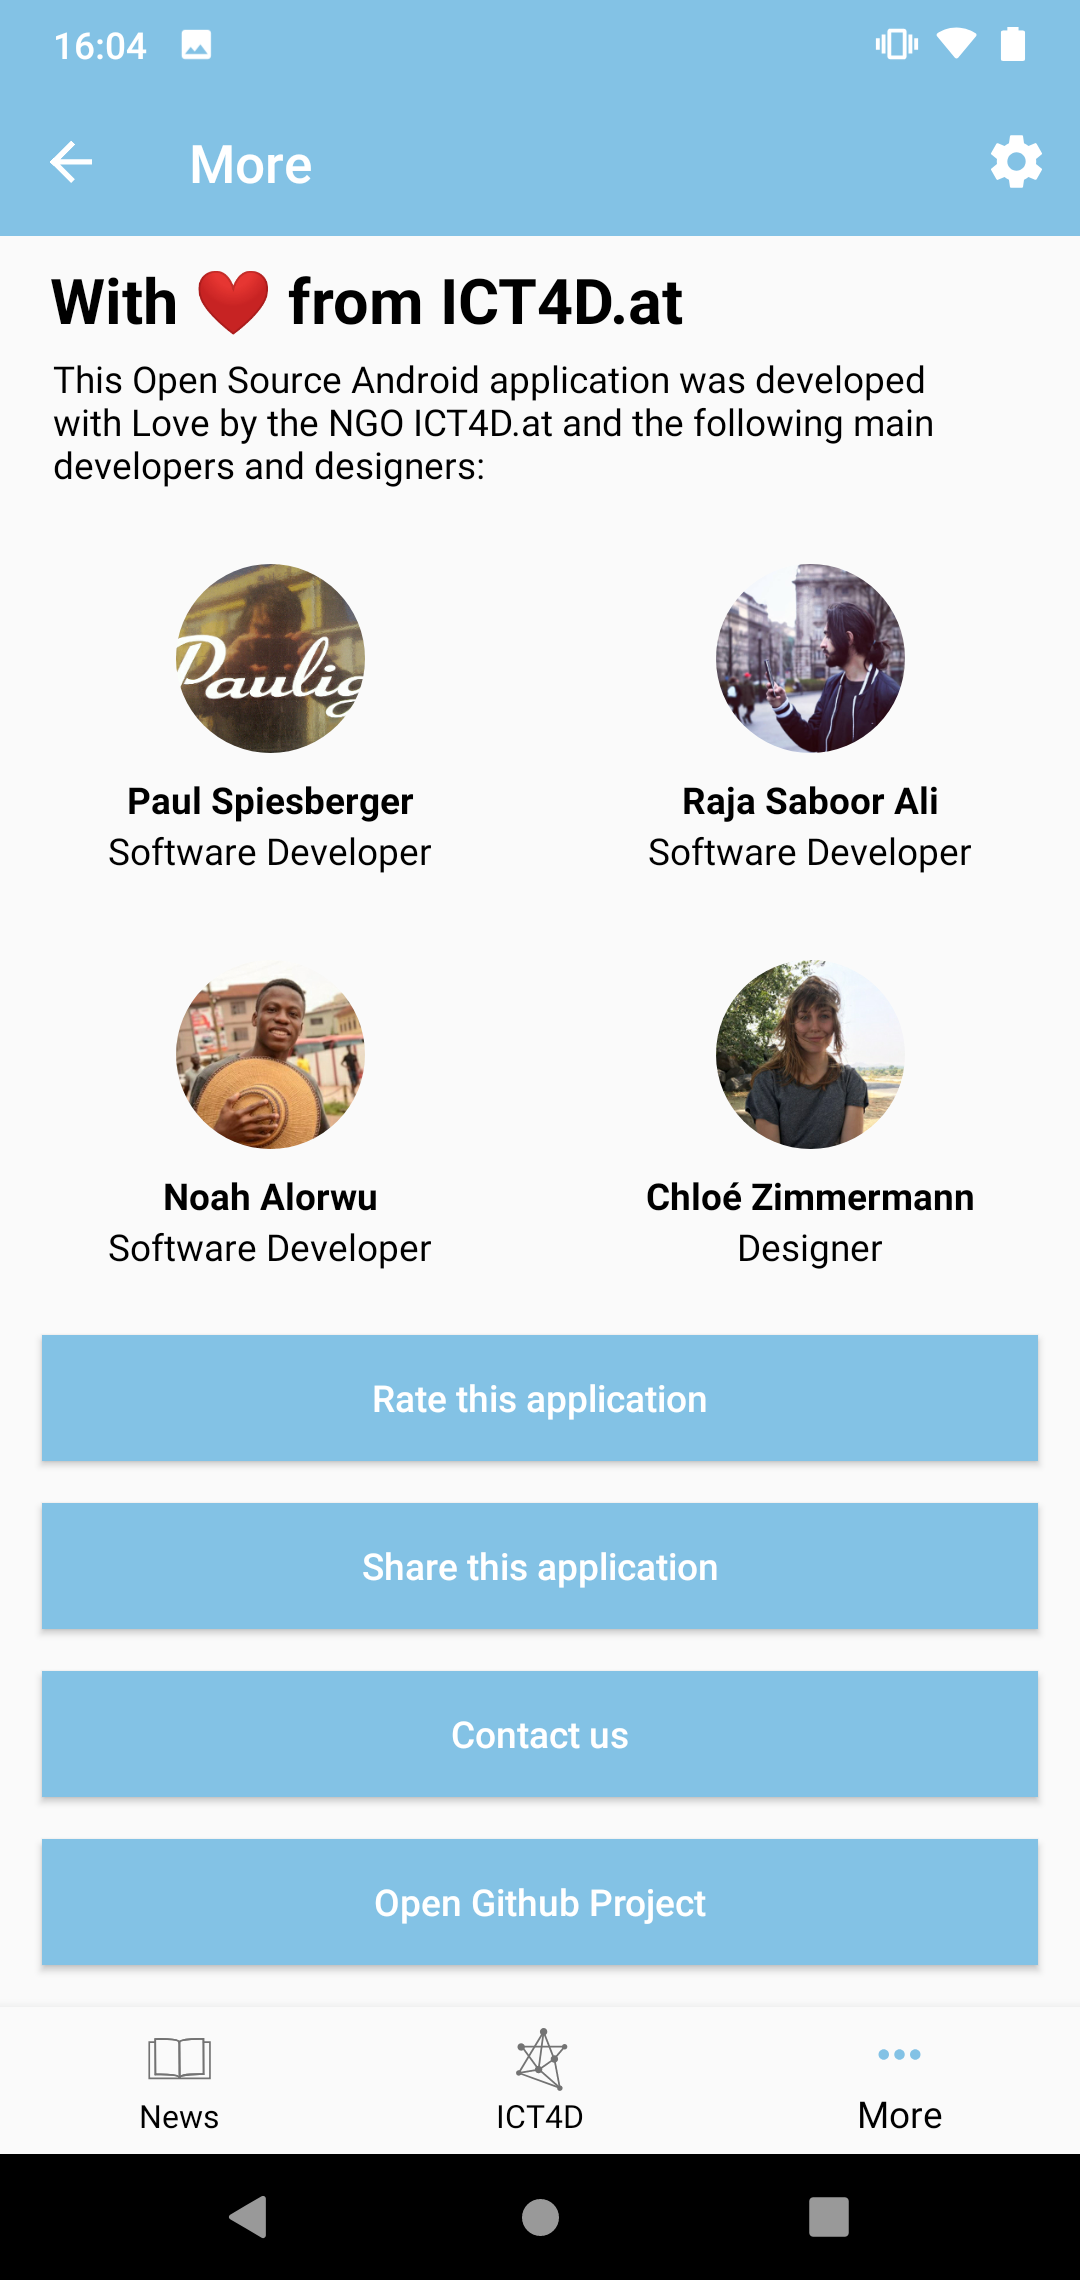 16:04
More
With ❤️ from ICT4D.at
This Open Source Android application was developed
with Love by the NGO ICT4D.at and the following main
developers and designers:
Paulig
Paul Spiesberger
Software Developer
Raja Saboor Ali
Software Developer
Noah Alorwu
Software Developer
Chloé Zimmermann
Designer
Rate this application
Share this application
Contact us
Open Github Project
News
ICT4D
More